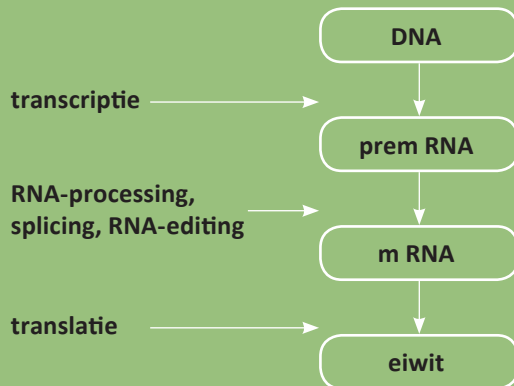 DNA
transcriptie
prem RNA
RNA-processing,
splicing, RNA-editing
m RNA
translatie
eiwit